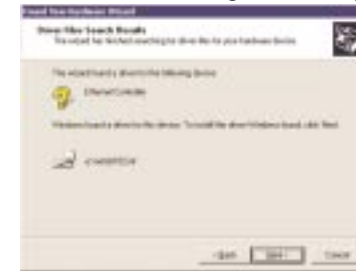 Found New Hardware Wizard
Driver Files Search Results
The wizard has finished searching for driver files for your hardware device.
The wizard found a driver for the following device:
Ethernet Controller
Windows found a driver for this device. To install the driver Windows found, click Next.
< Back
Next >
Cancel